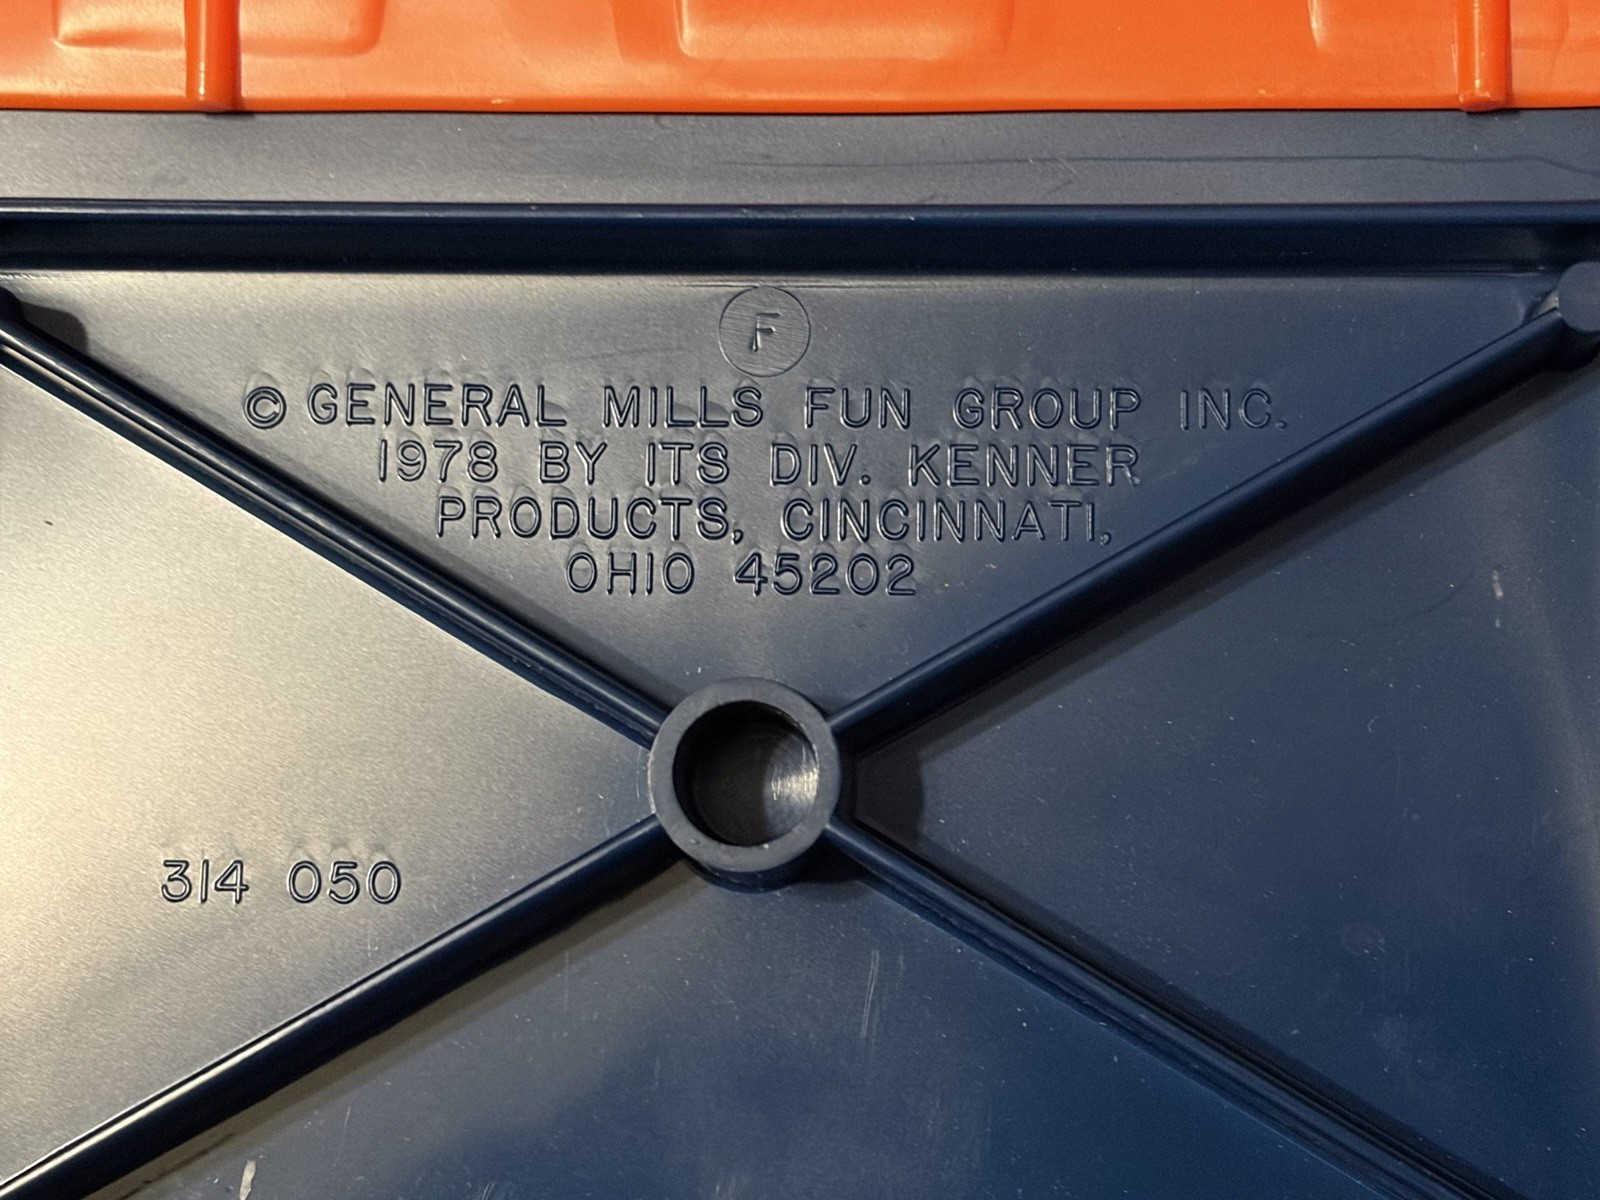 F
© GENERAL MILLS FUN GROUP INC.
1978 BY ITS DIV. KENNER
PRODUCTS, CINCINNATI,
OHIO 45202
314 050